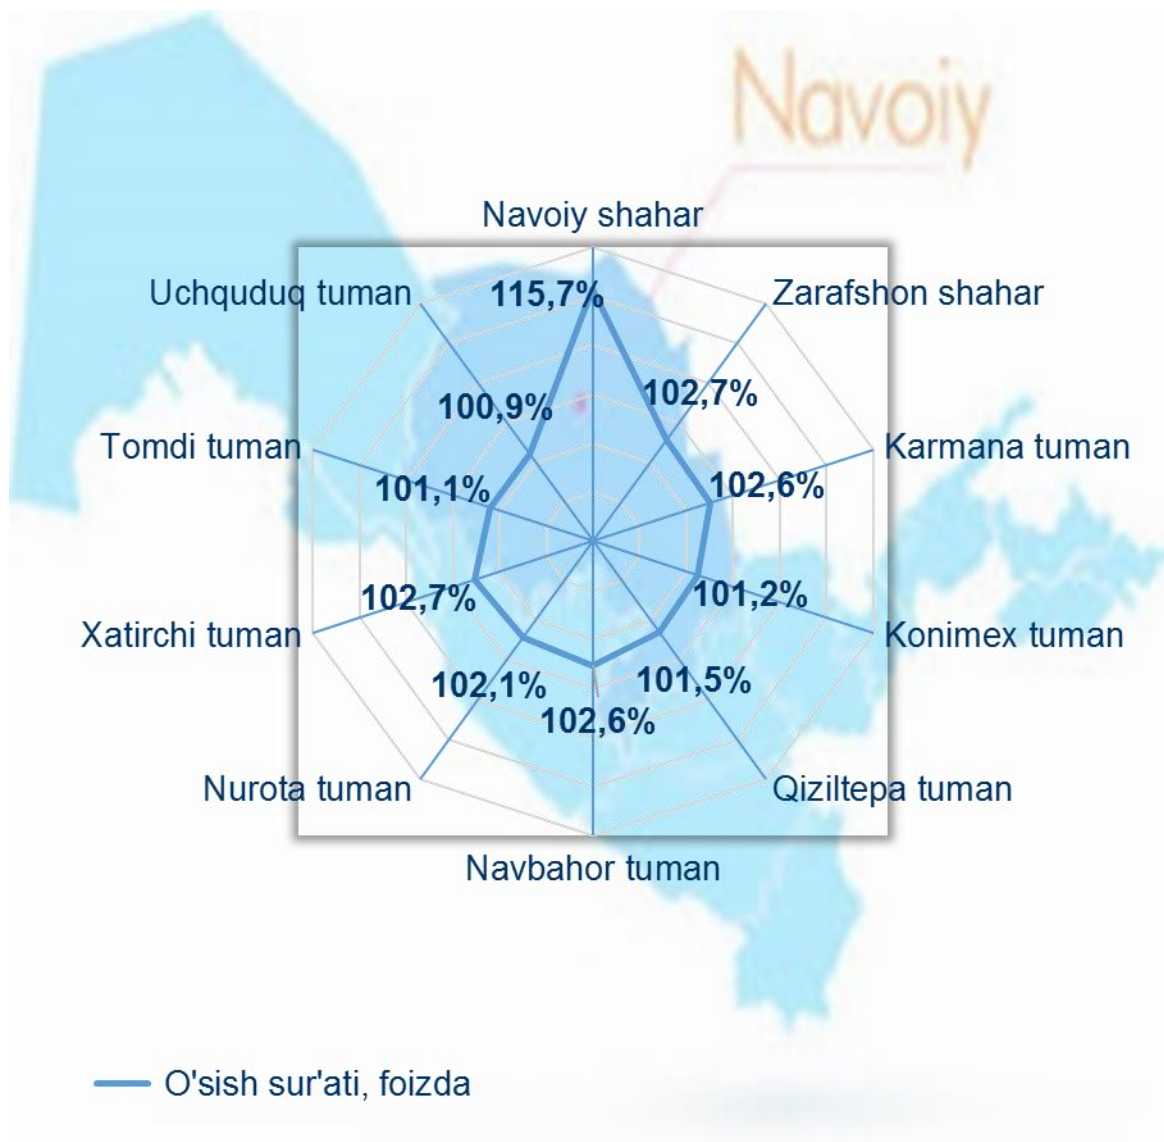 Navoiy
Navoiy shahar
Uchquduq tuman
115,7%
Zarafshon shahar
100,9%
102,7%
Tomdi tuman
Karmana tuman
101,1%
102,6%
102,7%
101,2%
Xatirchi tuman
Konimex tuman
102,1%
101,5%
102,6%
Nurota tuman
Qiziltepa tuman
Navbahor tuman
O'sish sur'ati, foizda